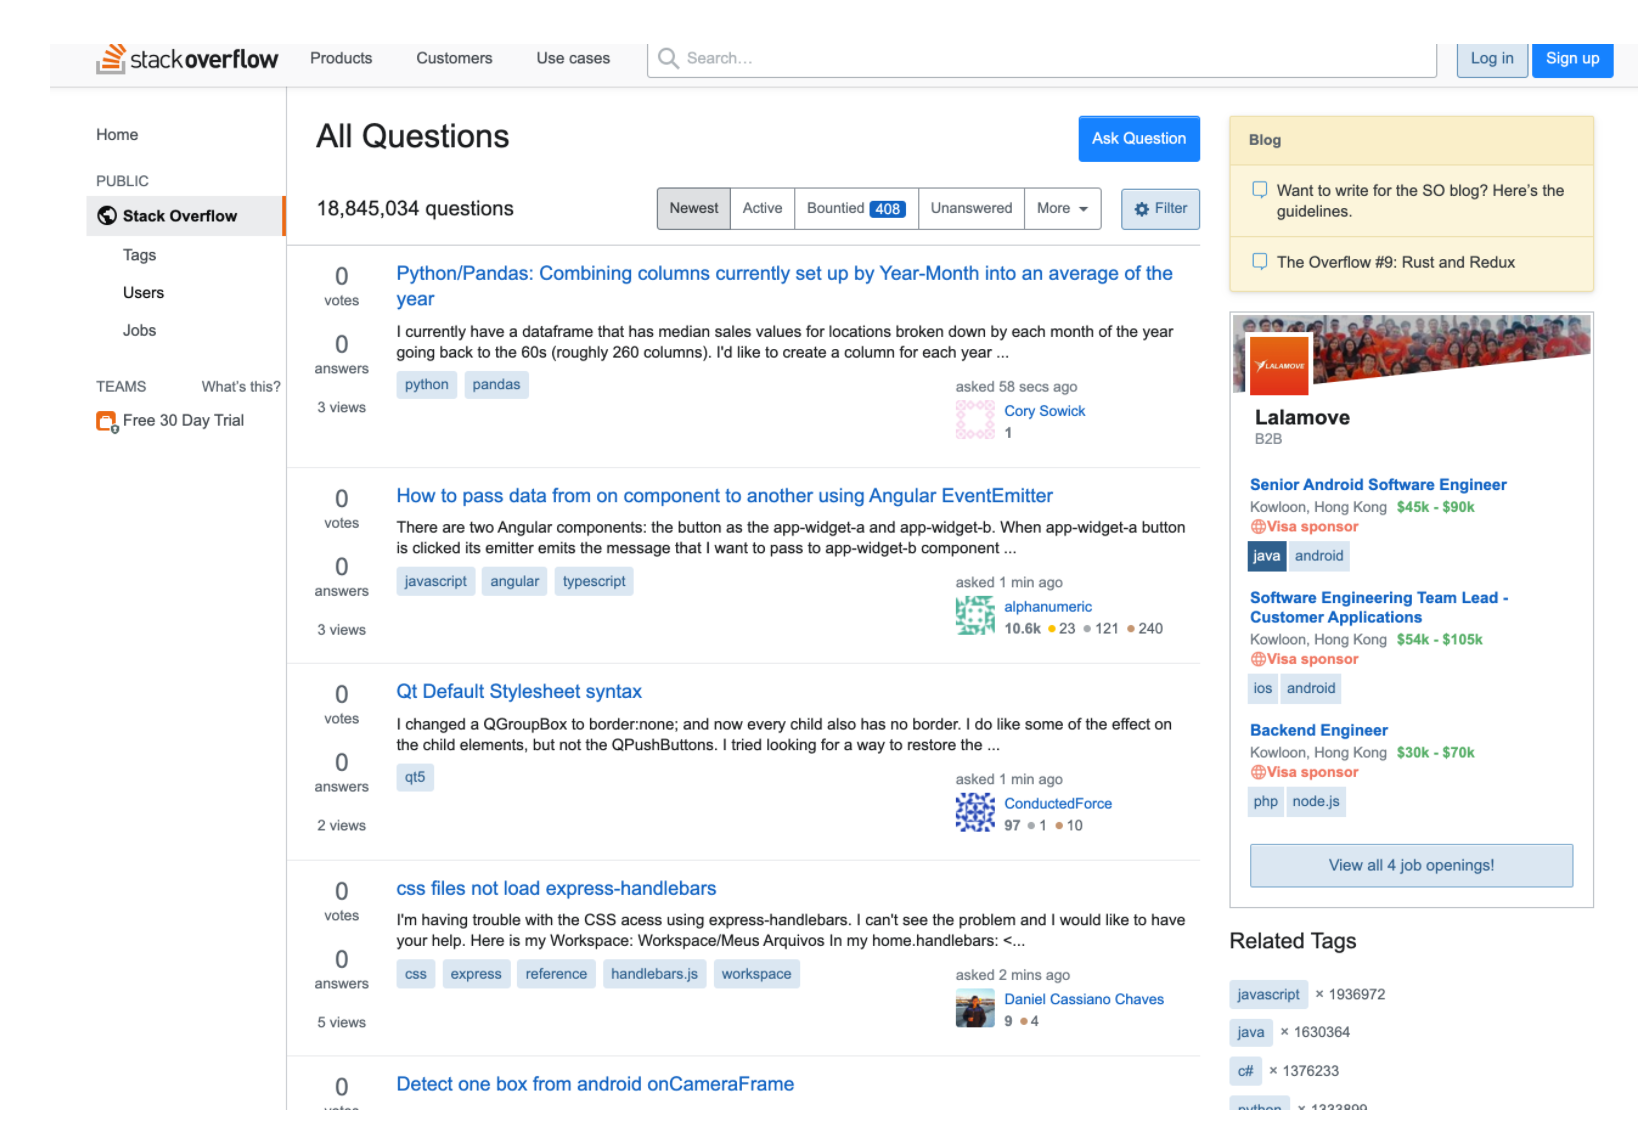 stackoverflow Products Customers Use cases Search... Log in Sign up
Home
PUBLIC
Stack Overflow
Tags
Users
Jobs
TEAMS What's this?
Free 30 Day Trial
All Questions
Ask Question
18,845,034 questions
Newest Active Bountied 408 Unanswered More Filter
0
votes
0
answers
3 views
Python/Pandas: Combining columns currently set up by Year-Month into an average of the
year
I currently have a dataframe that has median sales values for locations broken down by each month of the year
going back to the 60s (roughly 260 columns). I'd like to create a column for each year ...
python pandas
asked 58 secs ago
Cory Sowick
1
0
votes
0
answers
3 views
How to pass data from on component to another using Angular EventEmitter
There are two Angular components: the button as the app-widget-a and app-widget-b. When app-widget-a button
is clicked its emitter emits the message that I want to pass to app-widget-b component ...
javascript angular typescript
asked 1 min ago
alphanumeric
10.6k 23 121 240
0
votes
0
answers
2 views
Qt Default Stylesheet syntax
I changed a QGroupBox to border:none; and now every child also has no border. I do like some of the effect on
the child elements, but not the QPushButtons. I tried looking for a way to restore the ...
qt5
asked 1 min ago
ConductedForce
97 1 10
0
votes
0
answers
5 views
css files not load express-handlebars
I'm having trouble with the CSS acess using express-handlebars. I can't see the problem and I would like to have
your help. Here is my Workspace: Workspace/Meus Arquivos In my home.handlebars: <...
css express reference handlebars.js workspace
asked 2 mins ago
Daniel Cassiano Chaves
9 4
0
votes
Detect one box from android onCameraFrame
Blog
Want to write for the SO blog? Here's the
guidelines.
The Overflow #9: Rust and Redux
LALAMOVE
Lalamove
B2B
Senior Android Software Engineer
Kowloon, Hong Kong $45k - $90k
Visa sponsor
java android
Software Engineering Team Lead -
Customer Applications
Kowloon, Hong Kong $54k - $105k
Visa sponsor
ios android
Backend Engineer
Kowloon, Hong Kong $30k - $70k
Visa sponsor
php node.js
View all 4 job openings!
Related Tags
javascript × 1936972
java × 1630364
c# × 1376233
python × 1333899